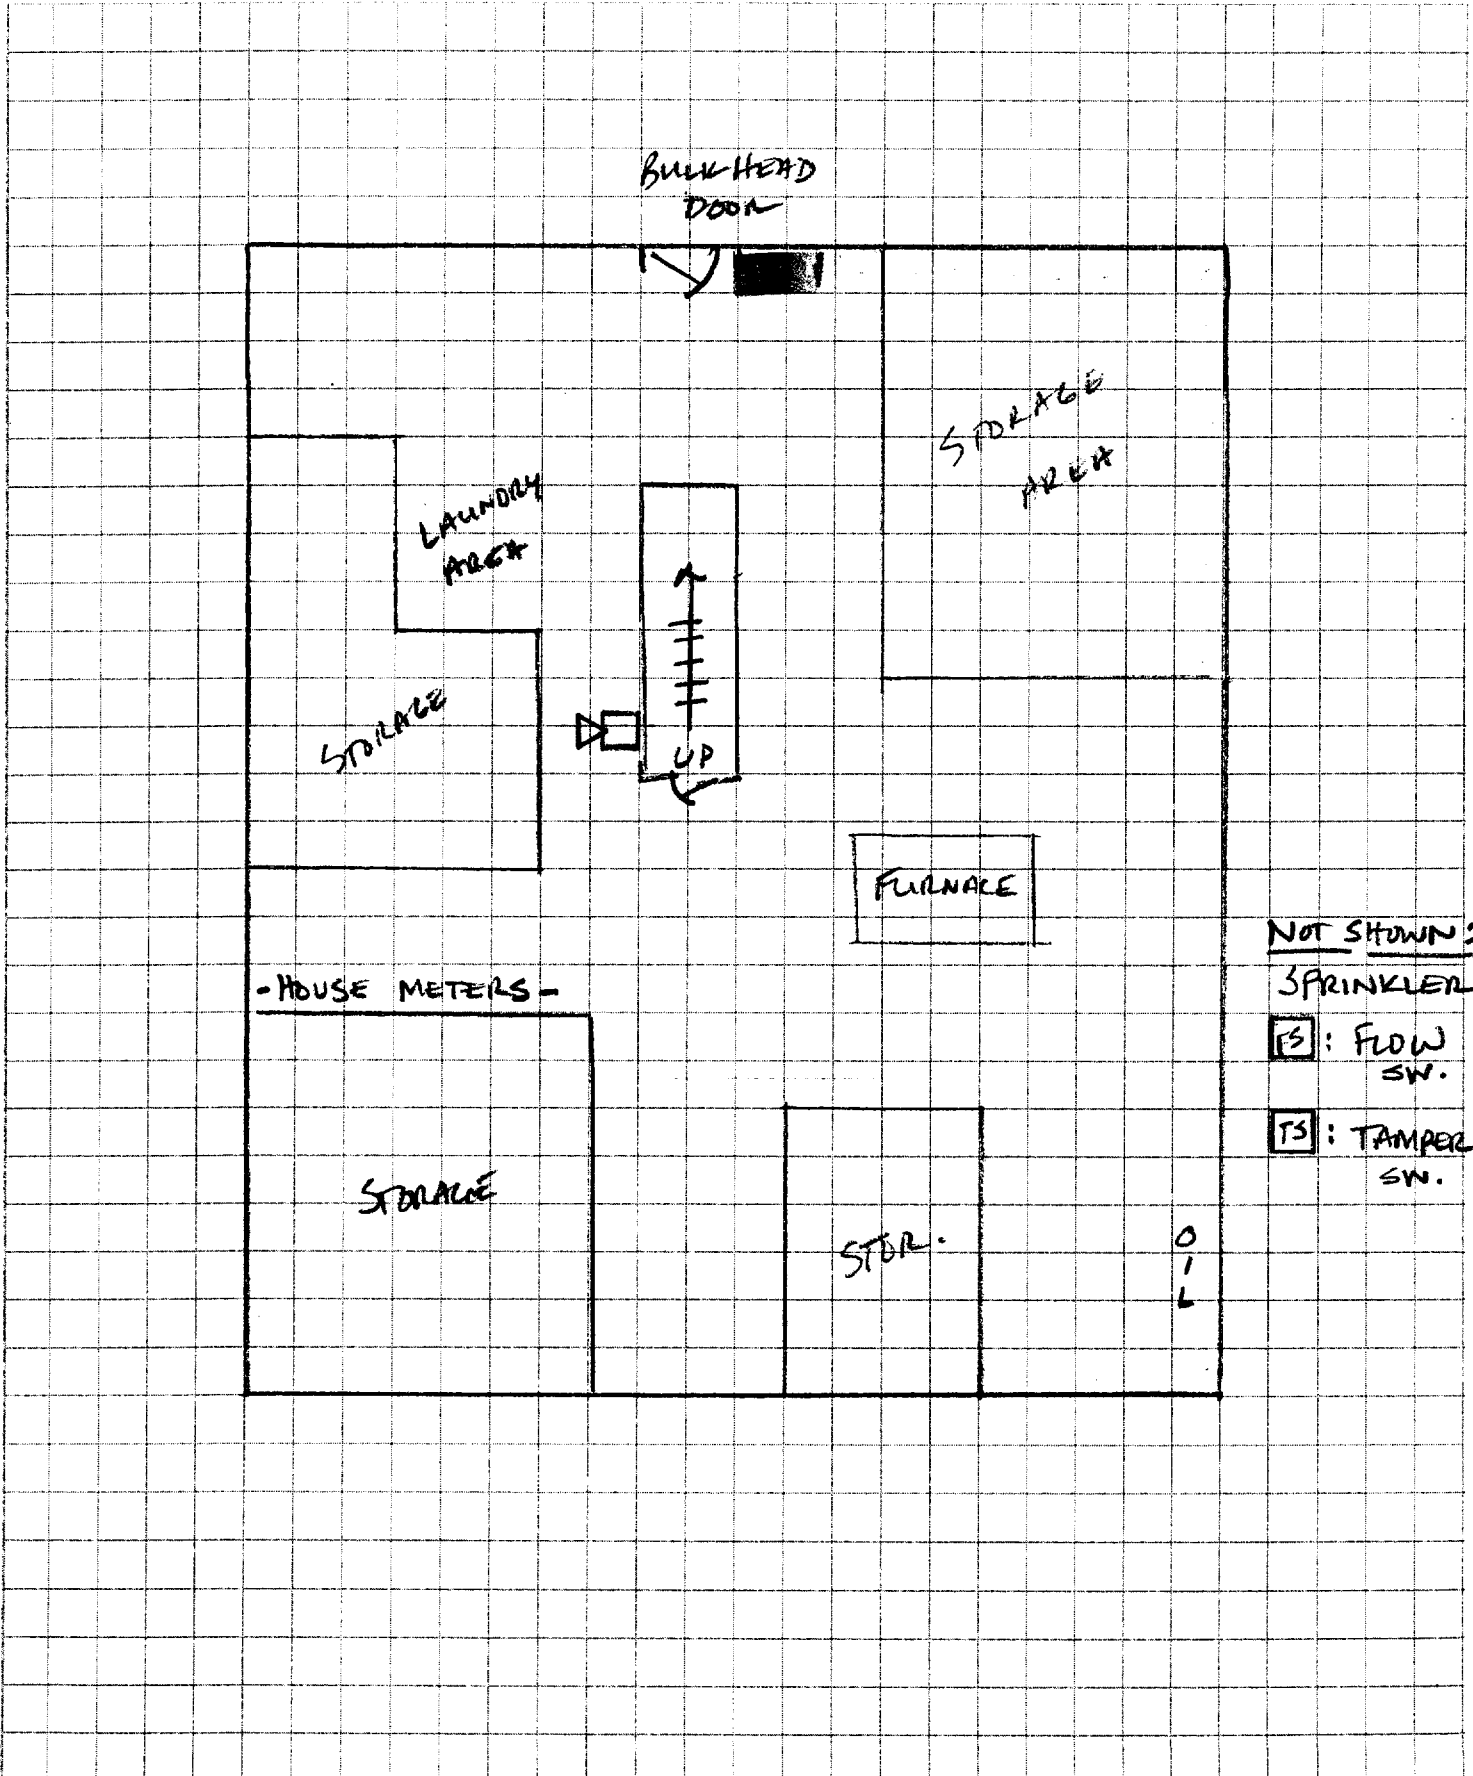 BULKHEAD
DOOR
STORAGE
AREA
LAUNDRY
AREA
STORAGE
UP
FURNACE
NOT SHOWN:
SPRINKLER
-HOUSE METERS-
FS : FLOW
SW.
TS : TAMPER
SW.
STORAGE
STOR.
OIL